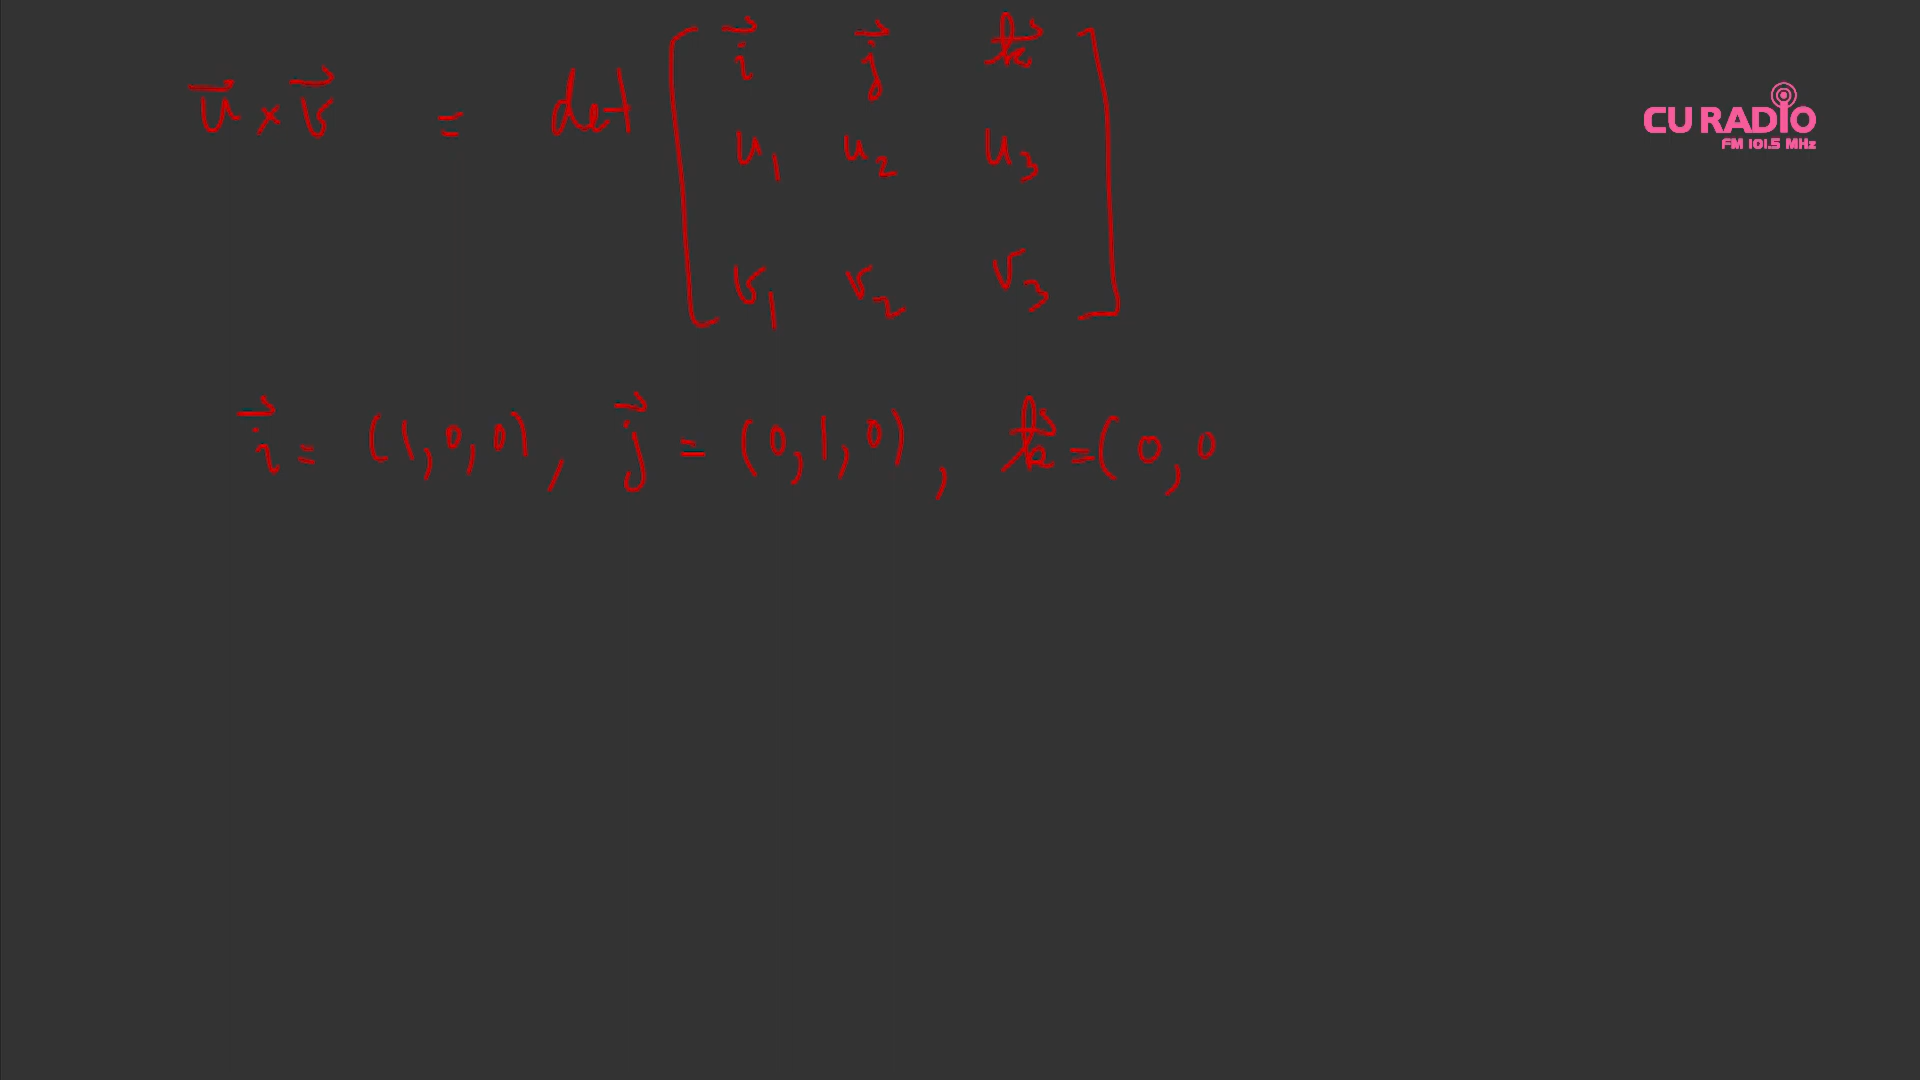 u⃗ × v⃗ = det [ i⃗ j⃗ k⃗
u₁ u₂ u₃
v₁ v₂ v₃ ]
i⃗ = (1,0,0), j⃗ = (0,1,0), k⃗ = (0,0
CU RADIO
FM 101.5 MHz